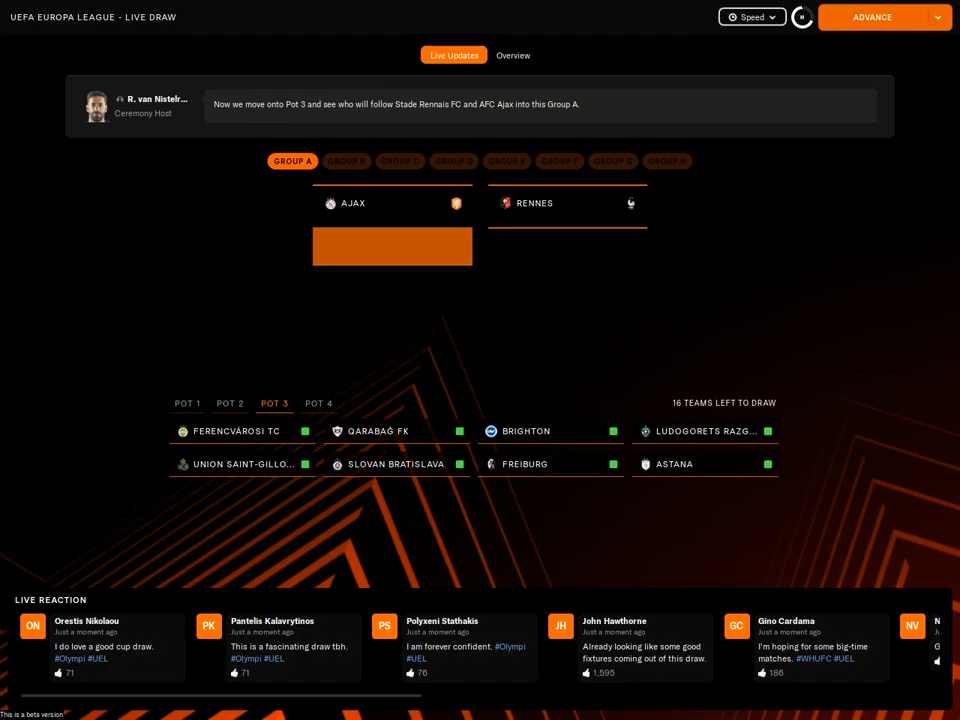 UEFA EUROPA LEAGUE - LIVE DRAW
Speed
ADVANCE
Live Updates
Overview
R. van Nistelr...
Ceremony Host
Now we move onto Pot 3 and see who will follow Stade Rennais FC and AFC Ajax into this Group A.
GROUP A
GROUP B
GROUP C
GROUP D
GROUP E
GROUP F
GROUP G
GROUP H
AJAX
RENNES
POT 1
POT 2
POT 3
POT 4
16 TEAMS LEFT TO DRAW
FERENCVÁROSI TC
QARABAĞ FK
BRIGHTON
LUDOGORETS RAZG...
UNION SAINT-GILLO...
SLOVAN BRATISLAVA
FREIBURG
ASTANA
LIVE REACTION
ON
Orestis Nikolaou
Just a moment ago
I do love a good cup draw.
#Olympi #UEL
71
PK
Pantelis Kalavrytinos
Just a moment ago
This is a fascinating draw tbh.
#Olympi #UEL
71
PS
Polyxeni Stathakis
Just a moment ago
I am forever confident. #Olympi
#UEL
76
JH
John Hawthorne
Just a moment ago
Already looking like some good
fixtures coming out of this draw.
1,595
GC
Gino Cardama
Just a moment ago
I'm hoping for some big-time
matches. #WHUFC #UEL
186
NV
This is a beta version